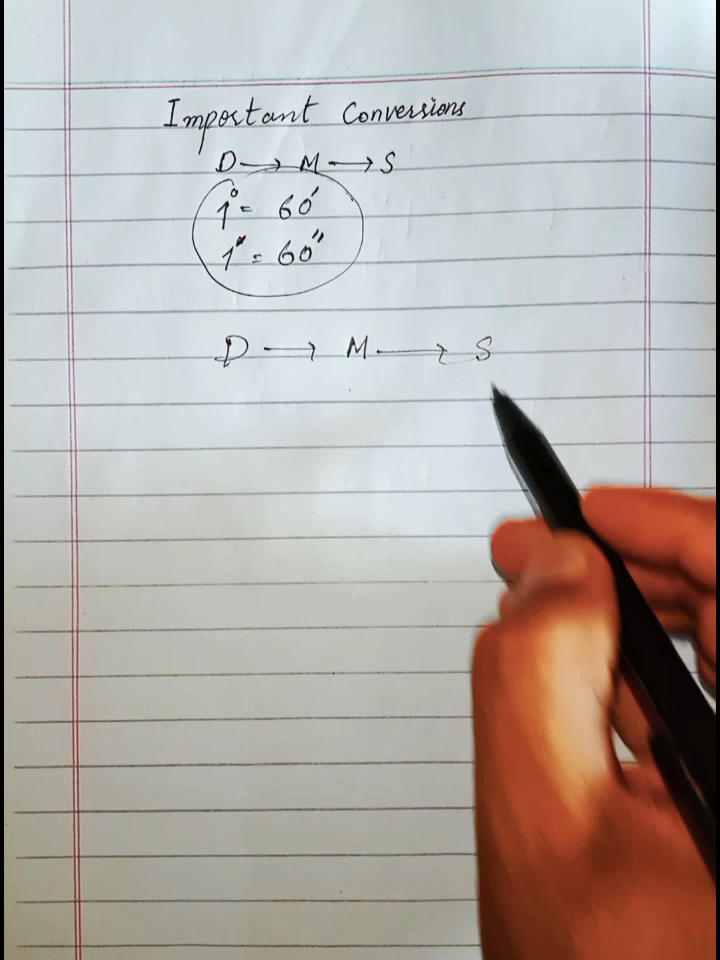 Important Conversions
D → M → S
1° = 60'
1' = 60"
D → M → S